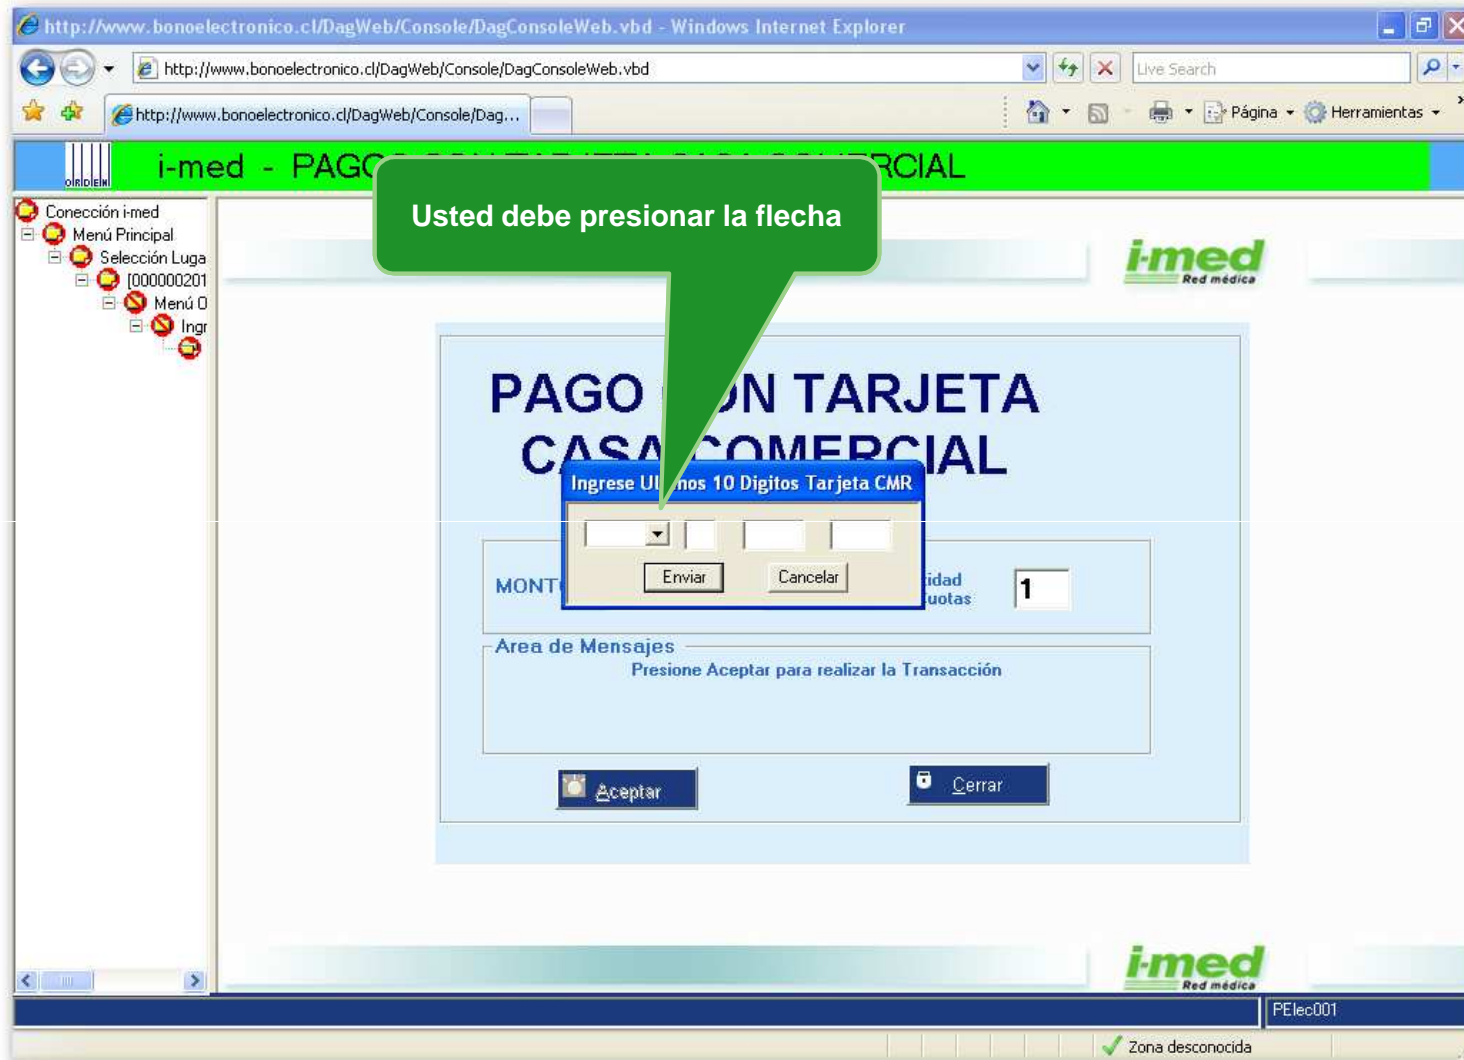 http://www.bonoelectronico.cl/DagWeb/Console/DagConsoleWeb.vbd - Windows Internet Explorer
http://www.bonoelectronico.cl/DagWeb/Console/DagConsoleWeb.vbd
Live Search
http://www.bonoelectronico.cl/DagWeb/Console/Dag...
Página
Herramientas
ORDEN
i-med - PAGO
RCIAL
Usted debe presionar la flecha
Conección i-med
Menú Principal
Selección Luga
[000000201
Menú O
Ingr
i-med
Red médica
PAGO ON TARJETA
CASA COMERCIAL
Ingrese Ul mos 10 Digitos Tarjeta CMR
Enviar
Cancelar
MONT
idad
uotas
1
Area de Mensajes
Presione Aceptar para realizar la Transacción
Aceptar
Cerrar
i-med
Red médica
PElec001
Zona desconocida